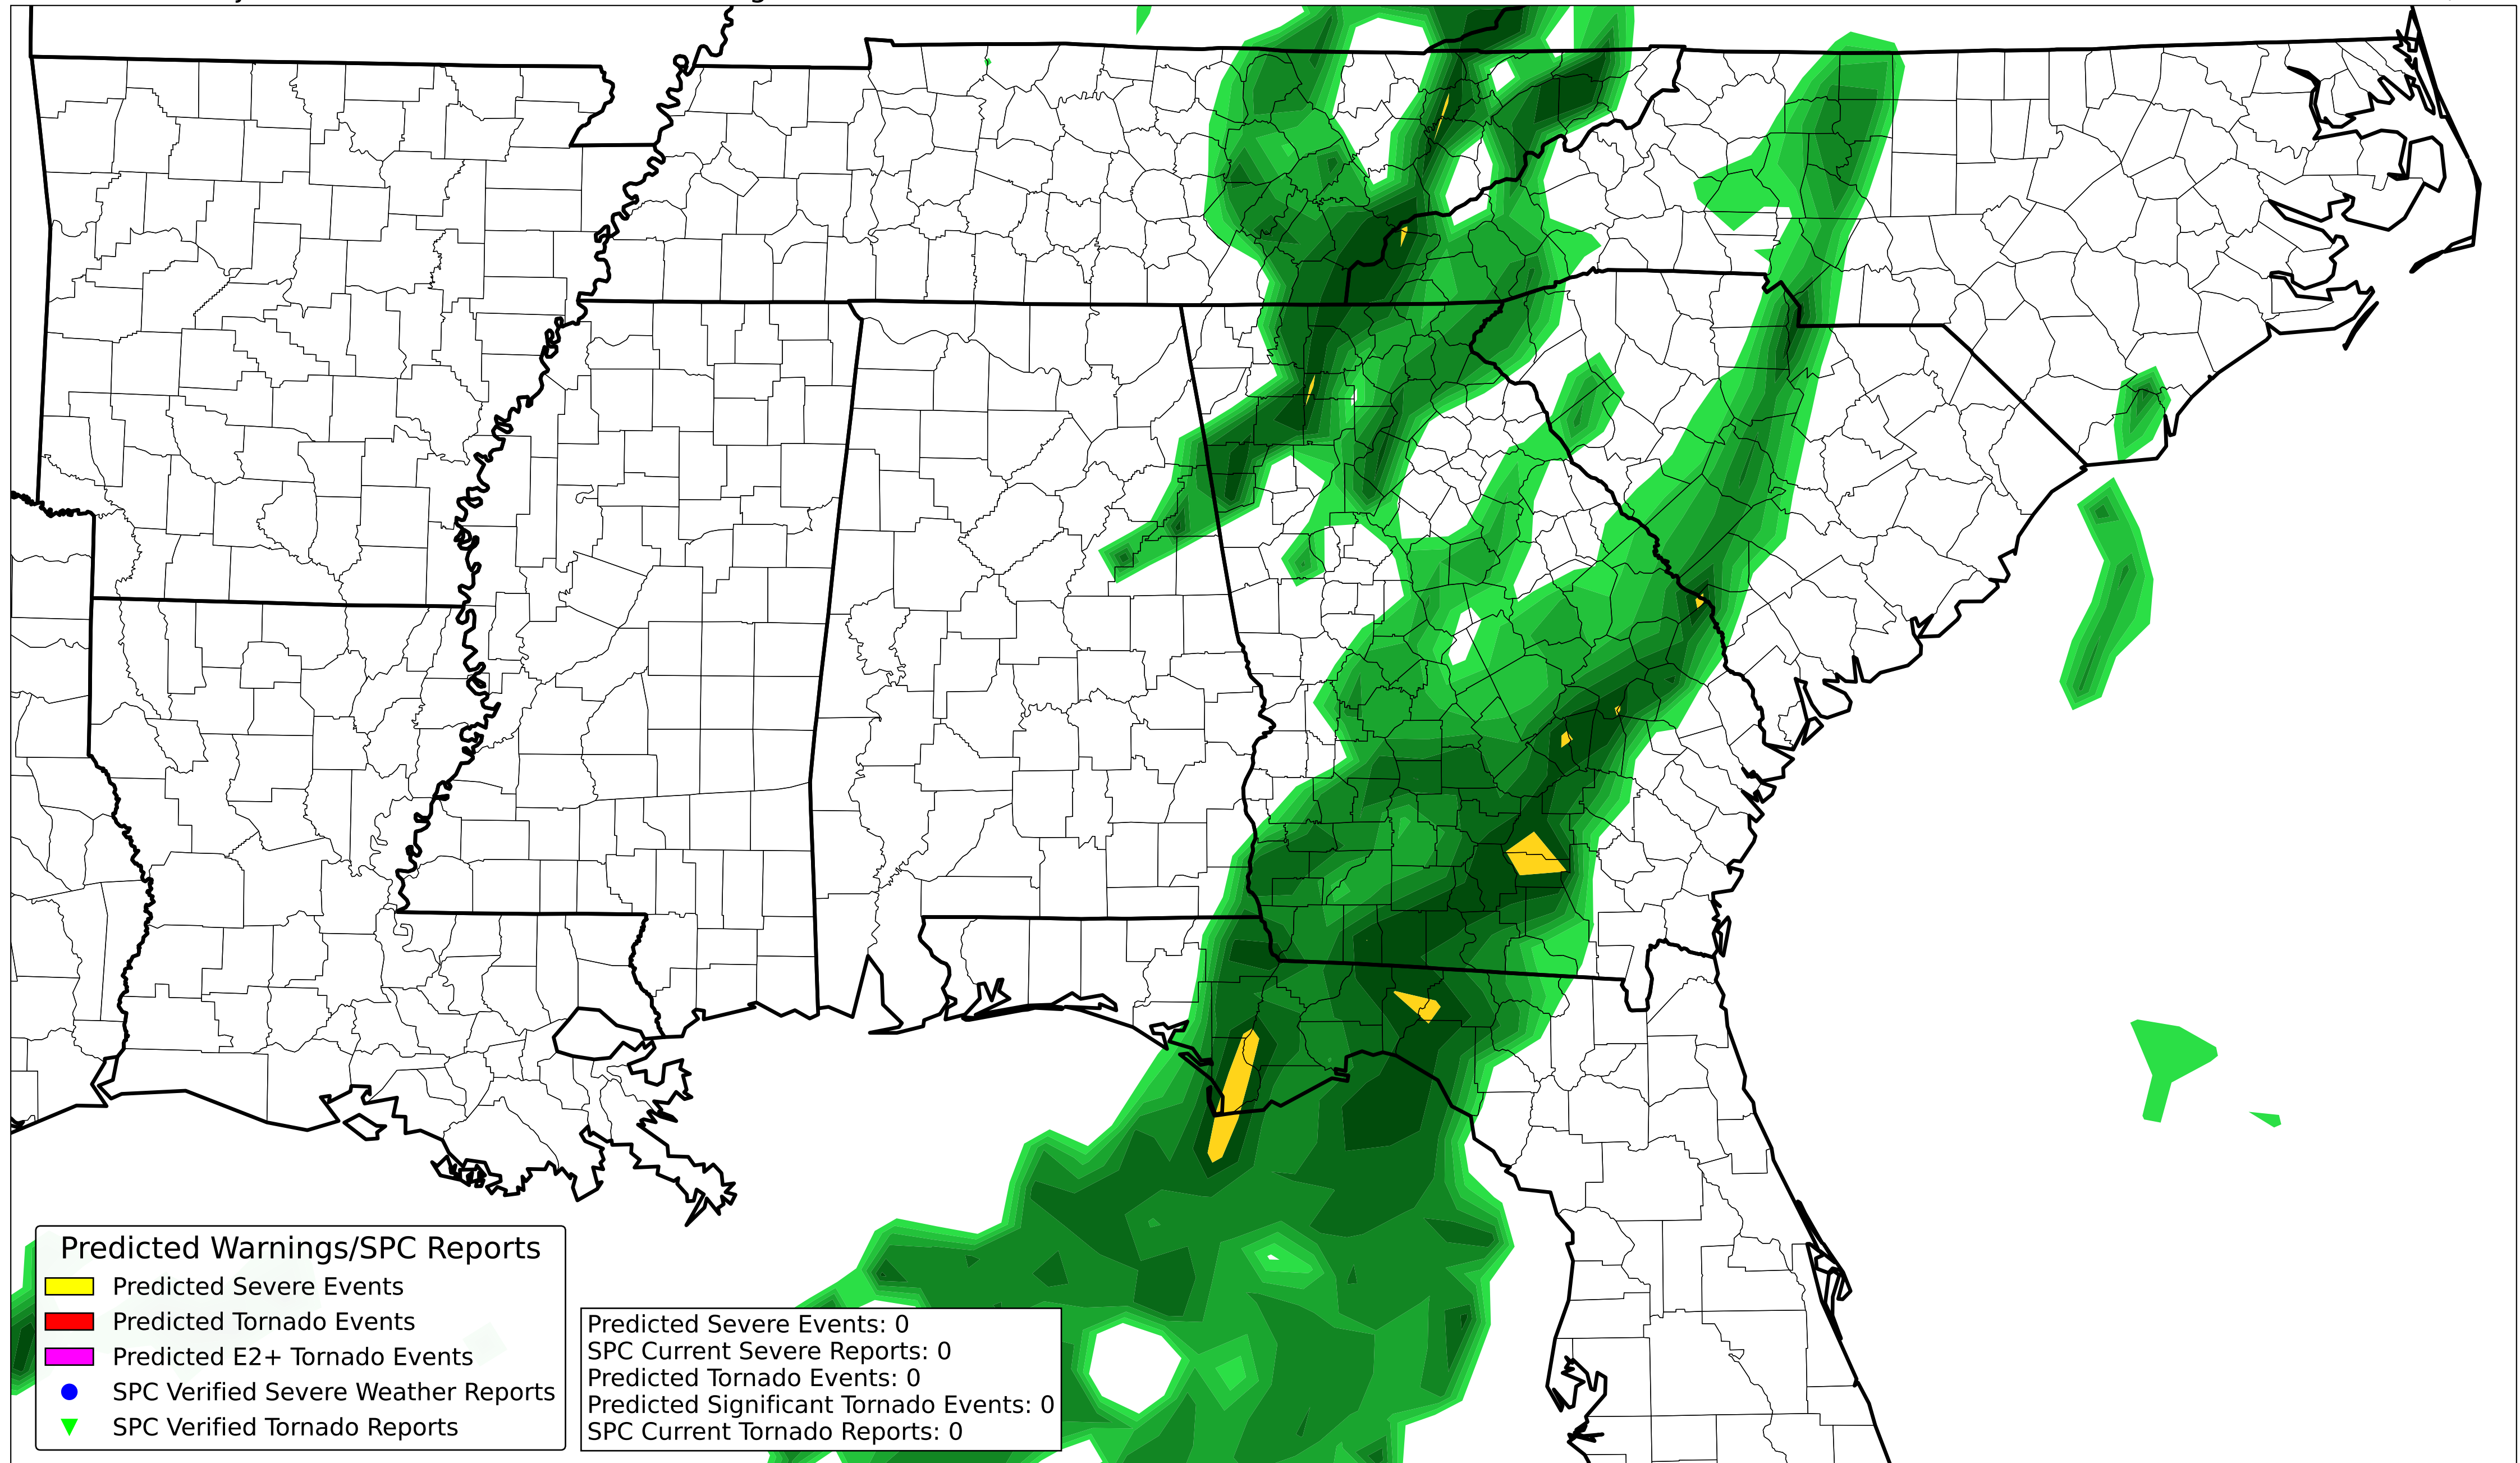 Predicted Warnings/SPC Reports
Predicted Severe Events
Predicted Tornado Events
Predicted E2+ Tornado Events
SPC Verified Severe Weather Reports
SPC Verified Tornado Reports
Predicted Severe Events: 0
SPC Current Severe Reports: 0
Predicted Tornado Events: 0
Predicted Significant Tornado Events: 0
SPC Current Tornado Reports: 0